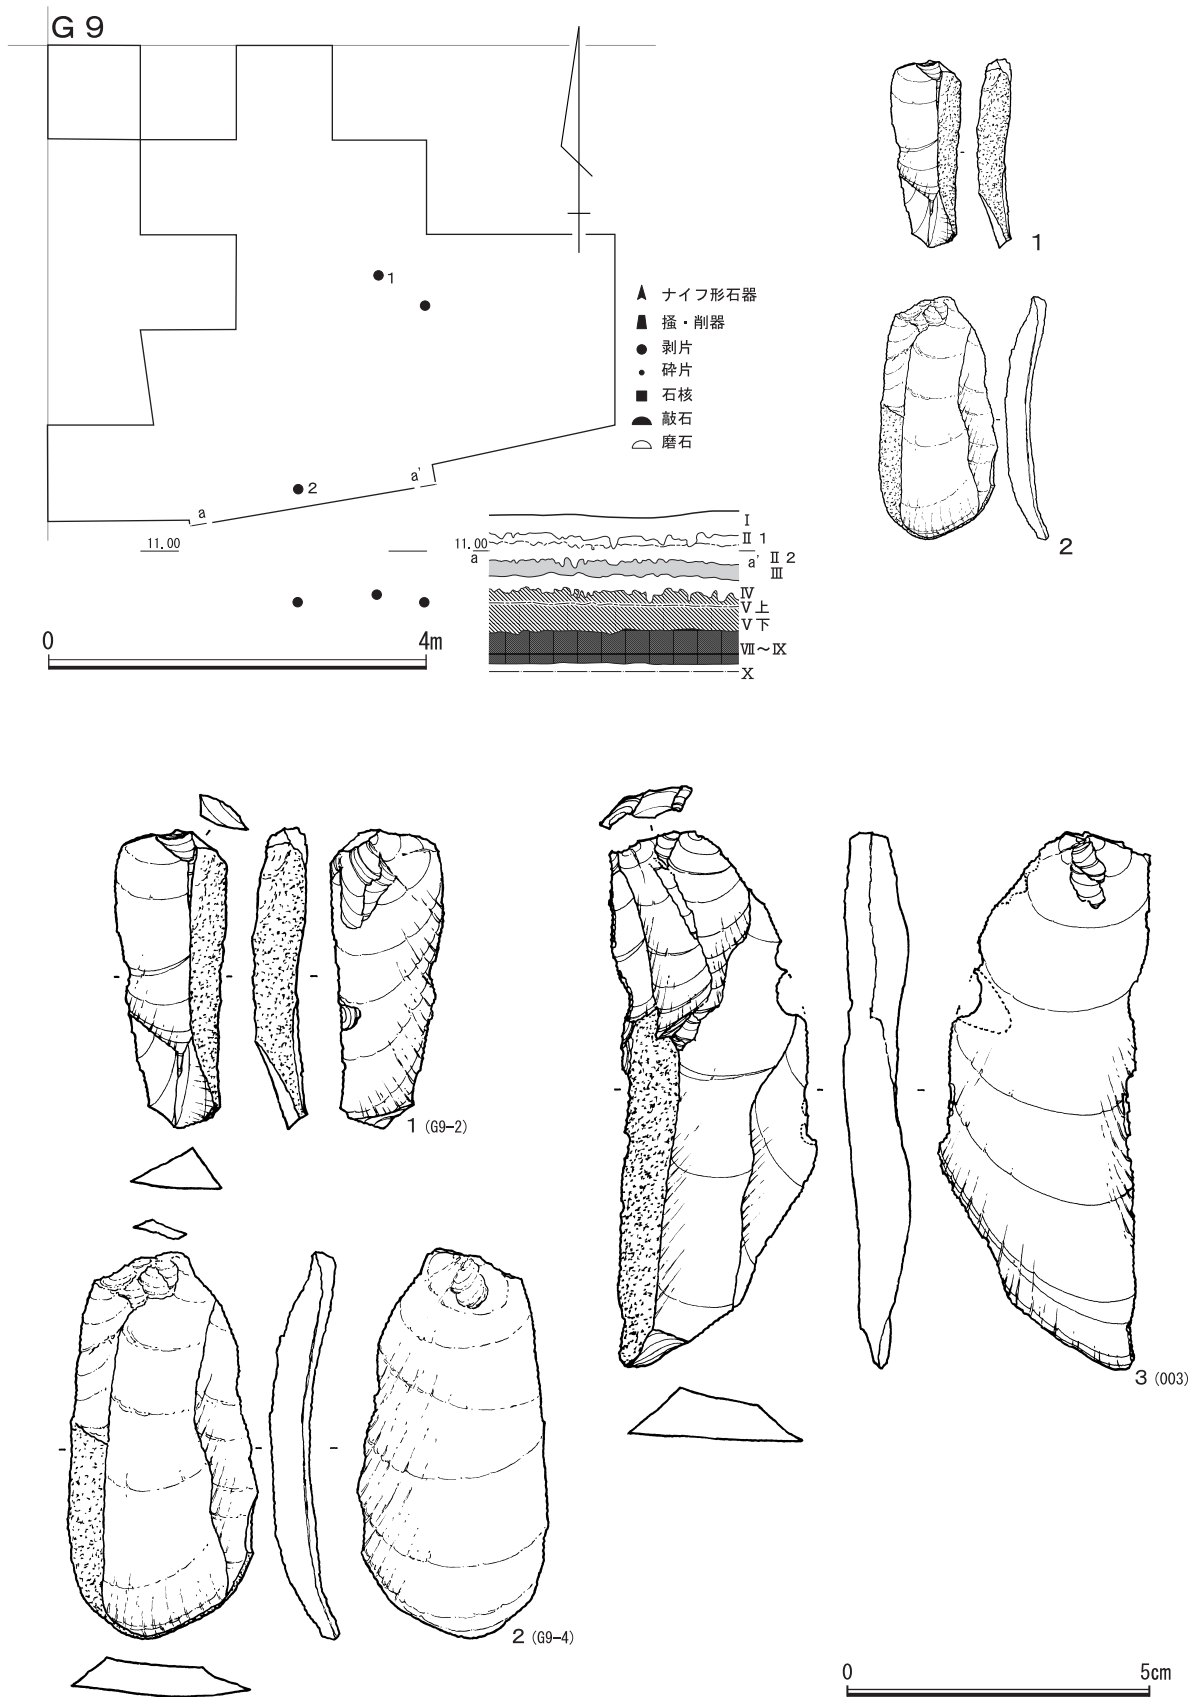 G 9
1
ナイフ形石器
掻・削器
剥片
砕片
石核
敲石
磨石
2
a
a'
11.00
11.00
a
a'
Ⅰ
Ⅱ 1
Ⅱ 2
Ⅲ
Ⅳ
Ⅴ上
Ⅴ下
Ⅶ～Ⅸ
Ⅹ
0
4m
1
2
1 (G9-2)
2 (G9-4)
3 (003)
0
5cm